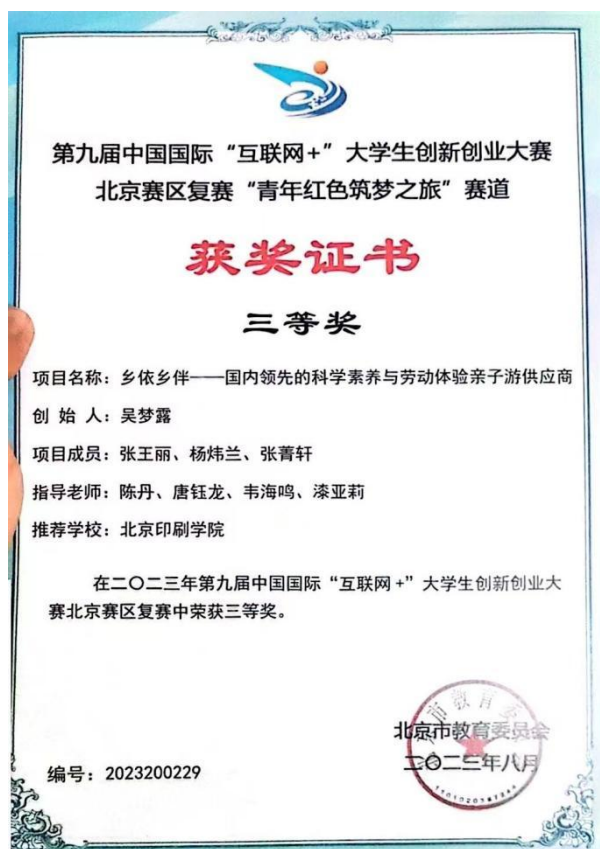 第九届中国国际“互联网+”大学生创新创业大赛
北京赛区复赛“青年红色筑梦之旅”赛道
获奖证书
三等奖
项目名称：乡依乡伴——国内领先的科学素养与劳动体验亲子游供应商
创 始 人：吴梦露
项目成员：张王丽、杨炜兰、张菁轩
指导老师：陈丹、唐钰龙、韦海鸣、漆亚莉
推荐学校：北京印刷学院
在二〇二三年第九届中国国际“互联网+”大学生创新创业大
赛北京赛区复赛中荣获三等奖。
北京市教育委员会
二〇二三年八月
编号：2023200229